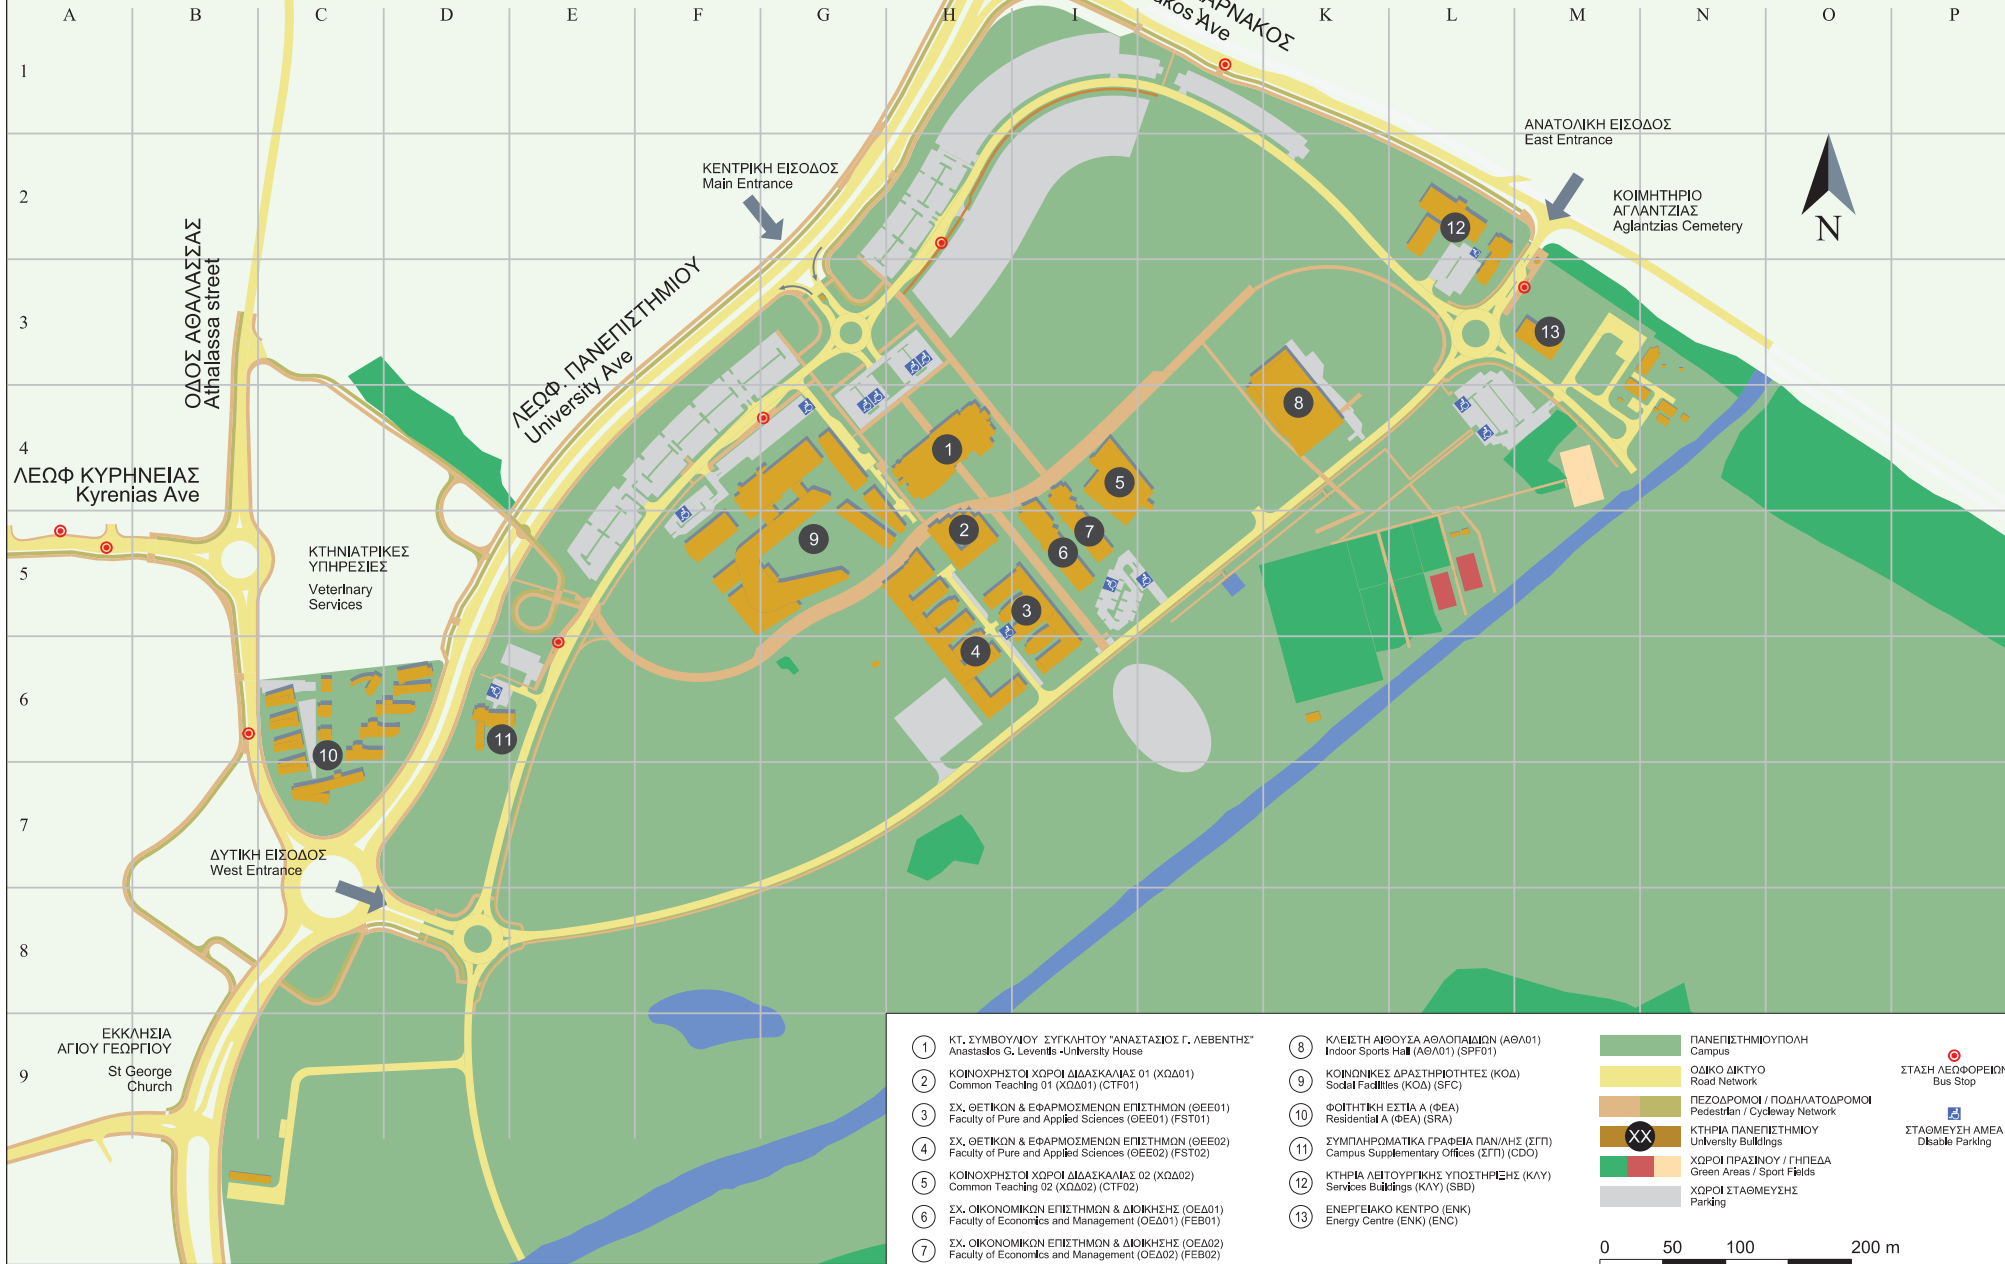 A B C D E F G H I K L M N O P
ΑΡΝΑΚΟΣ
akos Ave
1
ΑΝΑΤΟΛΙΚΗ ΕΙΣΟΔΟΣ
East Entrance
ΚΕΝΤΡΙΚΗ ΕΙΣΟΔΟΣ
Main Entrance
2
ΚΟΙΜΗΤΗΡΙΟ
ΑΓΛΑΝΤΖΙΑΣ
Aglantzias Cemetery
N
12
ΟΔΟΣ ΑΘΑΛΑΣΣΑΣ
Athalassa street
ΛΕΩΦ. ΠΑΝΕΠΙΣΤΗΜΙΟΥ
University Ave
3
13
8
4
1
ΛΕΩΦ ΚΥΡΗΝΕΙΑΣ
Kyrenias Ave
5
2
7
9
6
ΚΤΗΝΙΑΤΡΙΚΕΣ
ΥΠΗΡΕΣΙΕΣ
Veterinary
Services
5
3
4
6
11
10
7
ΔΥΤΙΚΗ ΕΙΣΟΔΟΣ
West Entrance
8
ΕΚΚΛΗΣΙΑ
ΑΓΙΟΥ ΓΕΩΡΓΙΟΥ
St George
Church
9
1 ΚΤ. ΣΥΜΒΟΥΛΙΟΥ ΣΥΓΚΛΗΤΟΥ "ΑΝΑΣΤΑΣΙΟΣ Γ. ΛΕΒΕΝΤΗΣ"
Anastasios G. Leventis -University House
2 ΚΟΙΝΟΧΡΗΣΤΟΙ ΧΩΡΟΙ ΔΙΔΑΣΚΑΛΙΑΣ 01 (ΧΩΔ01)
Common Teaching 01 (ΧΩΔ01) (CTF01)
3 ΣΧ. ΘΕΤΙΚΩΝ & ΕΦΑΡΜΟΣΜΕΝΩΝ ΕΠΙΣΤΗΜΩΝ (ΘΕΕ01)
Faculty of Pure and Applied Sciences (ΘΕΕ01) (FST01)
4 ΣΧ. ΘΕΤΙΚΩΝ & ΕΦΑΡΜΟΣΜΕΝΩΝ ΕΠΙΣΤΗΜΩΝ (ΘΕΕ02)
Faculty of Pure and Applied Sciences (ΘΕΕ02) (FST02)
5 ΚΟΙΝΟΧΡΗΣΤΟΙ ΧΩΡΟΙ ΔΙΔΑΣΚΑΛΙΑΣ 02 (ΧΩΔ02)
Common Teaching 02 (ΧΩΔ02) (CTF02)
6 ΣΧ. ΟΙΚΟΝΟΜΙΚΩΝ ΕΠΙΣΤΗΜΩΝ & ΔΙΟΙΚΗΣΗΣ (ΟΕΔ01)
Faculty of Economics and Management (ΟΕΔ01) (FEB01)
7 ΣΧ. ΟΙΚΟΝΟΜΙΚΩΝ ΕΠΙΣΤΗΜΩΝ & ΔΙΟΙΚΗΣΗΣ (ΟΕΔ02)
Faculty of Economics and Management (ΟΕΔ02) (FEB02)
8 ΚΛΕΙΣΤΗ ΑΙΘΟΥΣΑ ΑΘΛΟΠΑΙΔΙΩΝ (ΑΘΛ01)
Indoor Sports Hall (ΑΘΛ01) (SPF01)
9 ΚΟΙΝΩΝΙΚΕΣ ΔΡΑΣΤΗΡΙΟΤΗΤΕΣ (ΚΟΔ)
Social Facilities (ΚΟΔ) (SFC)
10 ΦΟΙΤΗΤΙΚΗ ΕΣΤΙΑ Α (ΦΕΑ)
Residential A (ΦΕΑ) (SRA)
11 ΣΥΜΠΛΗΡΩΜΑΤΙΚΑ ΓΡΑΦΕΙΑ ΠΑΝ/ΛΗΣ (ΣΓΠ)
Campus Supplementary Offices (ΣΓΠ) (CDO)
12 ΚΤΗΡΙΑ ΛΕΙΤΟΥΡΓΙΚΗΣ ΥΠΟΣΤΗΡΙΞΗΣ (ΚΛΥ)
Services Buildings (ΚΛΥ) (SBD)
13 ΕΝΕΡΓΕΙΑΚΟ ΚΕΝΤΡΟ (ΕΝΚ)
Energy Centre (ΕΝΚ) (ENC)
ΠΑΝΕΠΙΣΤΗΜΙΟΥΠΟΛΗ
Campus
ΟΔΙΚΟ ΔΙΚΤΥΟ
Road Network
ΠΕΖΟΔΡΟΜΟΙ / ΠΟΔΗΛΑΤΟΔΡΟΜΟΙ
Pedestrian / Cycleway Network
XX ΚΤΗΡΙΑ ΠΑΝΕΠΙΣΤΗΜΙΟΥ
University Buildings
ΧΩΡΟΙ ΠΡΑΣΙΝΟΥ / ΓΗΠΕΔΑ
Green Areas / Sport Fields
ΧΩΡΟΙ ΣΤΑΘΜΕΥΣΗΣ
Parking
ΣΤΑΣΗ ΛΕΩΦΟΡΕΙΩΝ
Bus Stop
ΣΤΑΘΜΕΥΣΗ ΑΜΕΑ
Disable Parking
0 50 100 200 m